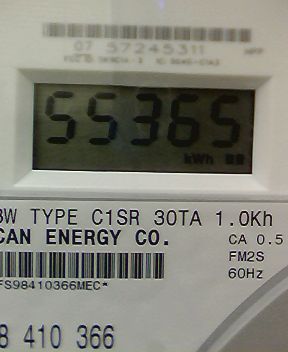 07 57245311
55365
kWh
3W TYPE C1SR 30TA 1.0Kh
CAN ENERGY CO.
CA 0.5
FM2S
60Hz
FS98410366MEC*
8 410 366